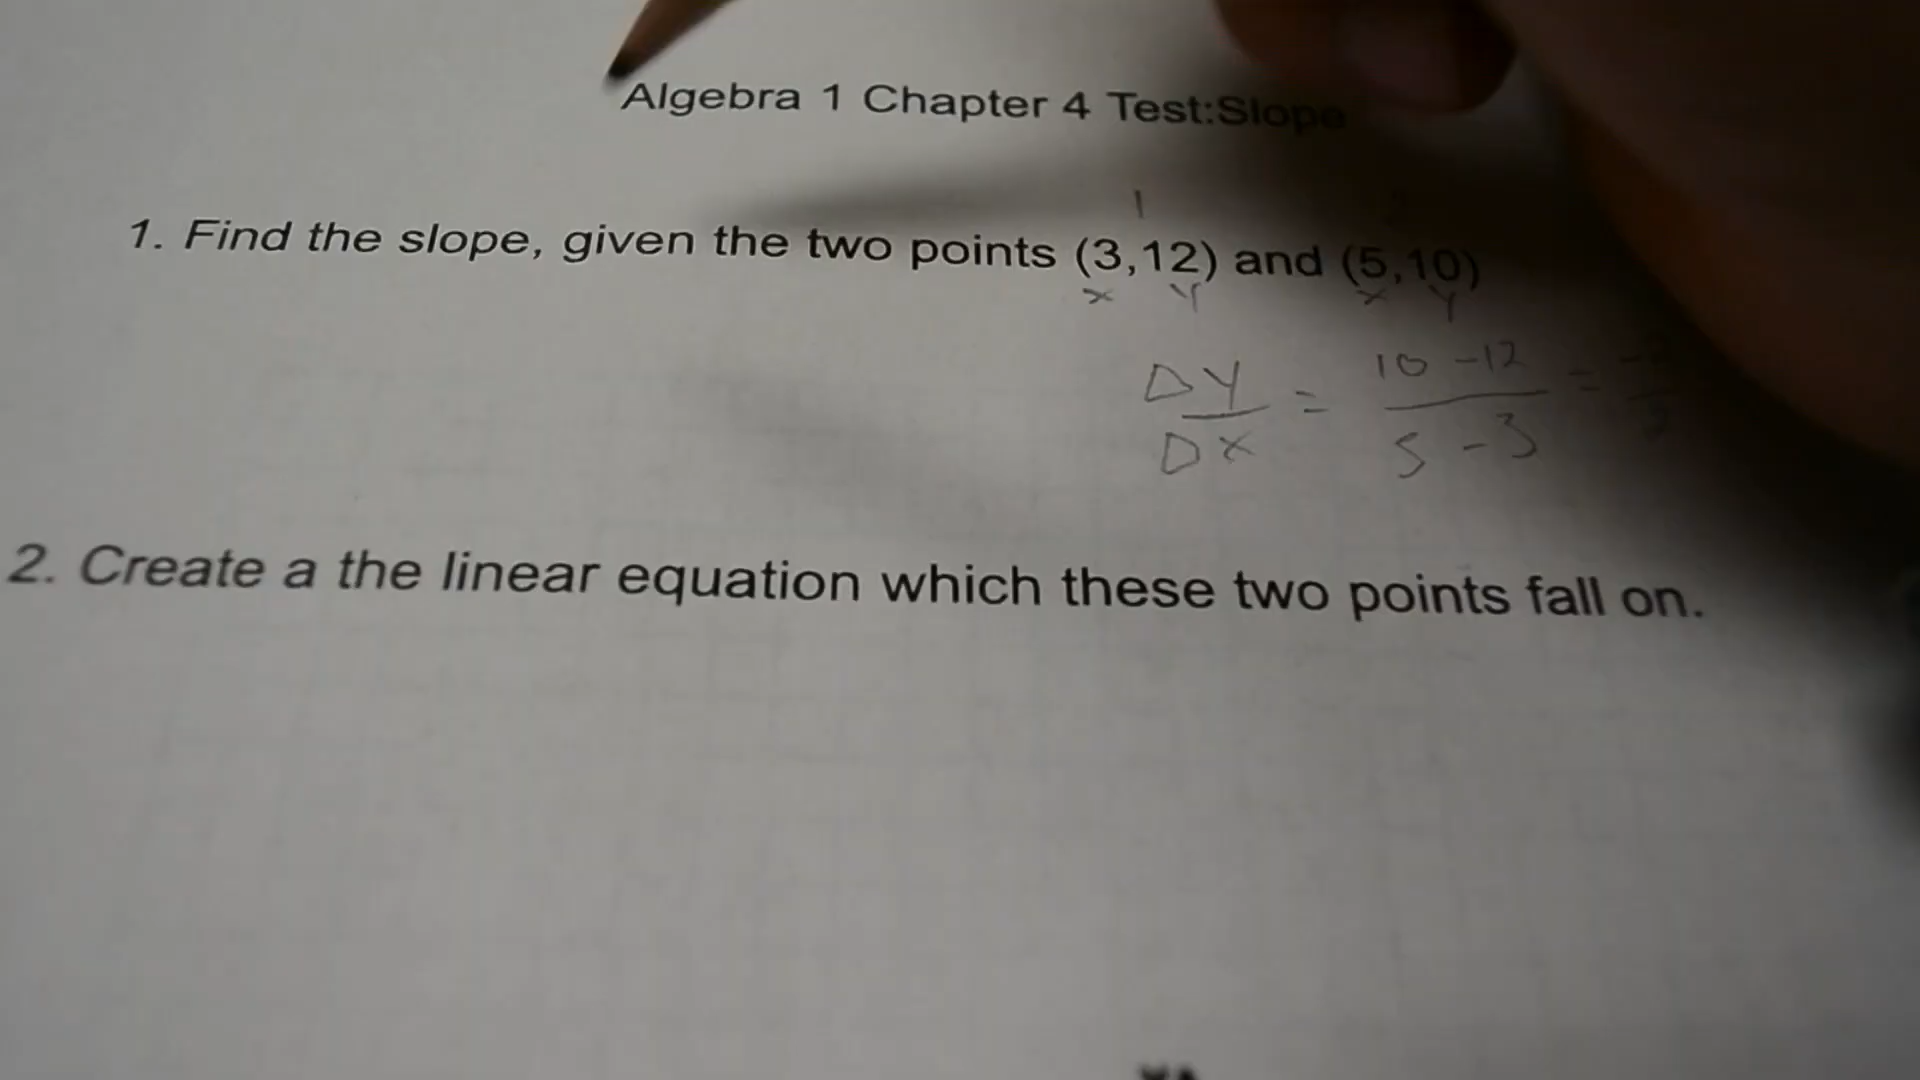 Algebra 1 Chapter 4 Test:Slope
1
1. Find the slope, given the two points (3,12) and (5,10)
x Y x Y
ΔY = 10 -12 =
Δx 5 -3
2. Create a the linear equation which these two points fall on.